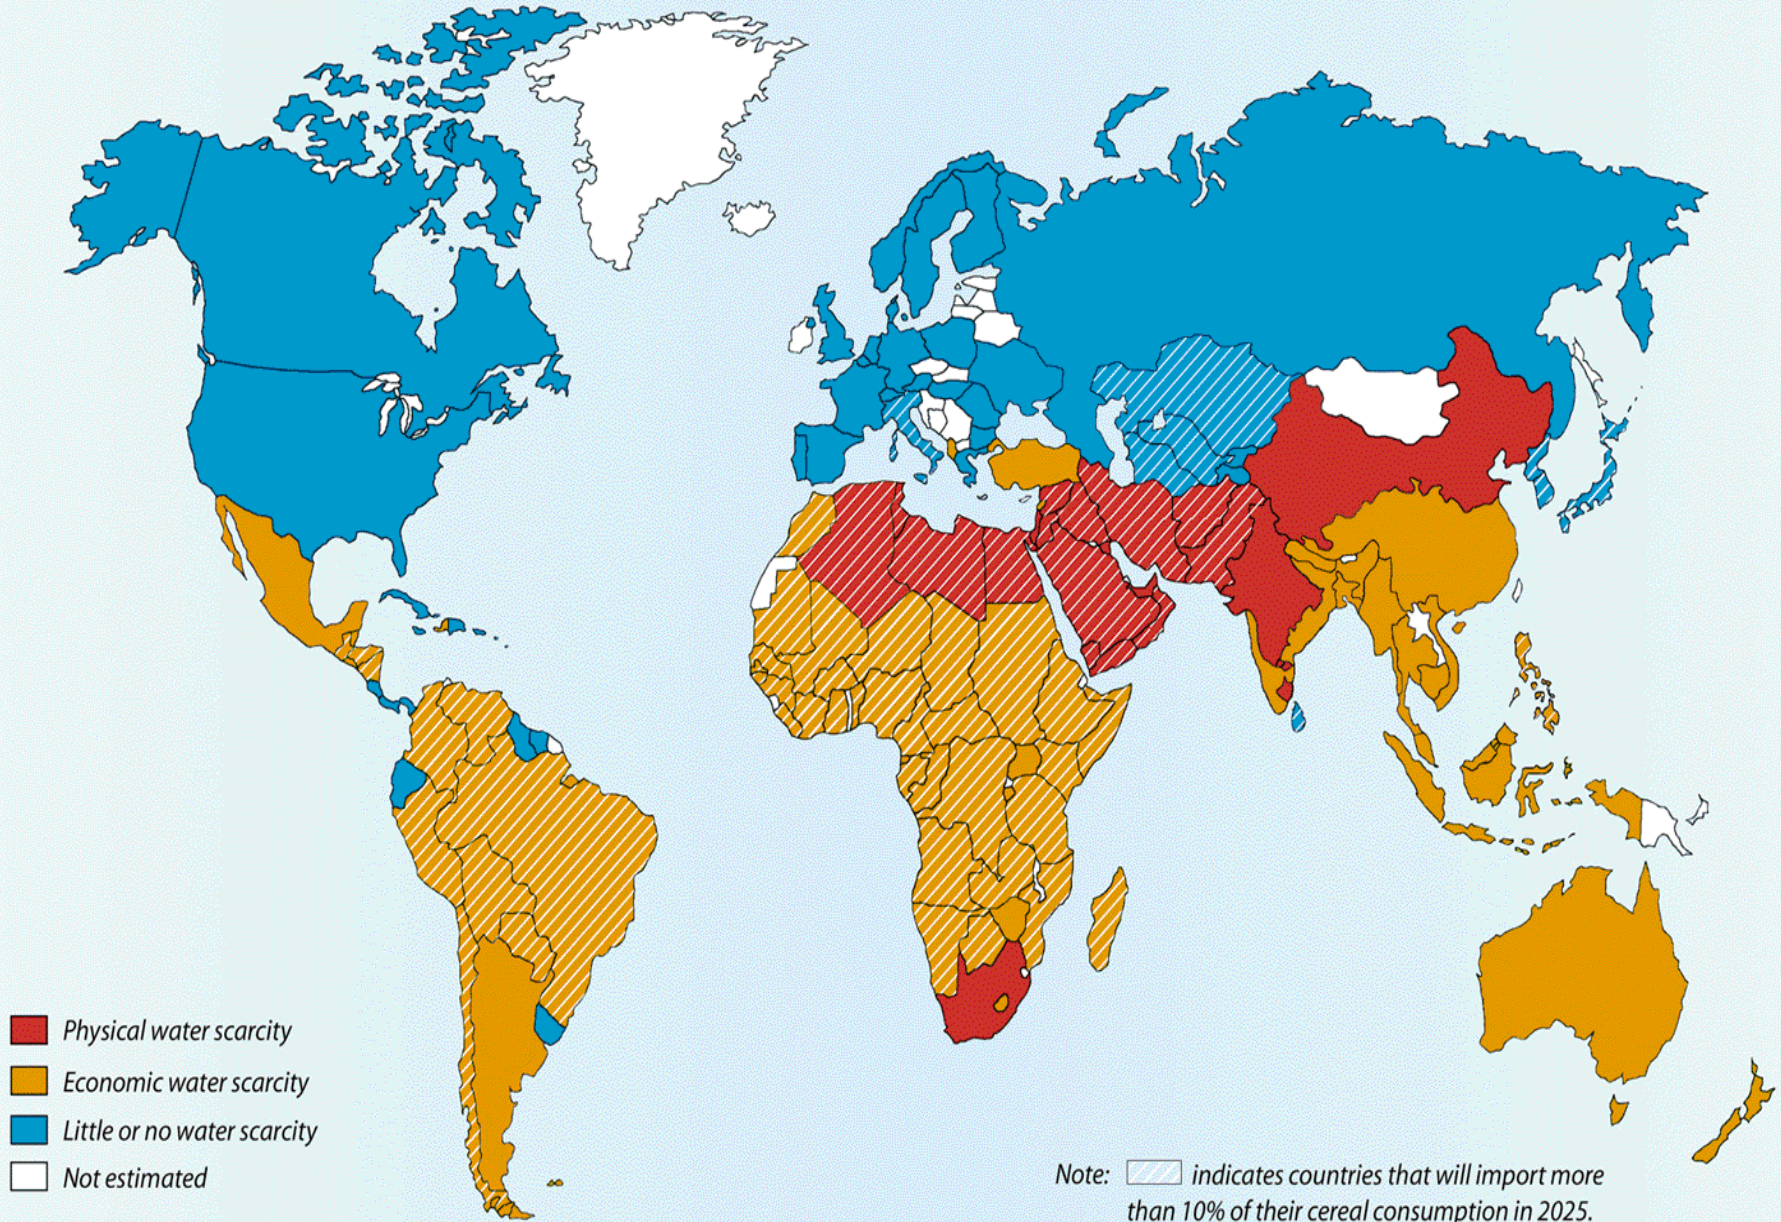 Physical water scarcity
Economic water scarcity
Little or no water scarcity
Not estimated
Note: indicates countries that will import more
than 10% of their cereal consumption in 2025.